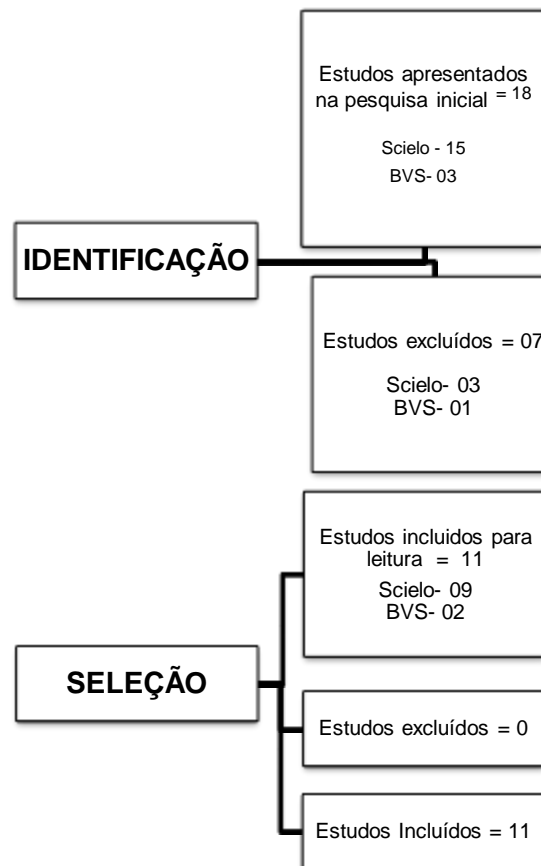 Estudos apresentados
na pesquisa inicial = 18
Scielo - 15
BVS- 03
IDENTIFICAÇÃO
Estudos excluídos = 07
Scielo- 03
BVS- 01
Estudos incluidos para
leitura = 11
Scielo- 09
BVS- 02
SELEÇÃO
Estudos excluídos = 0
Estudos Incluídos = 11